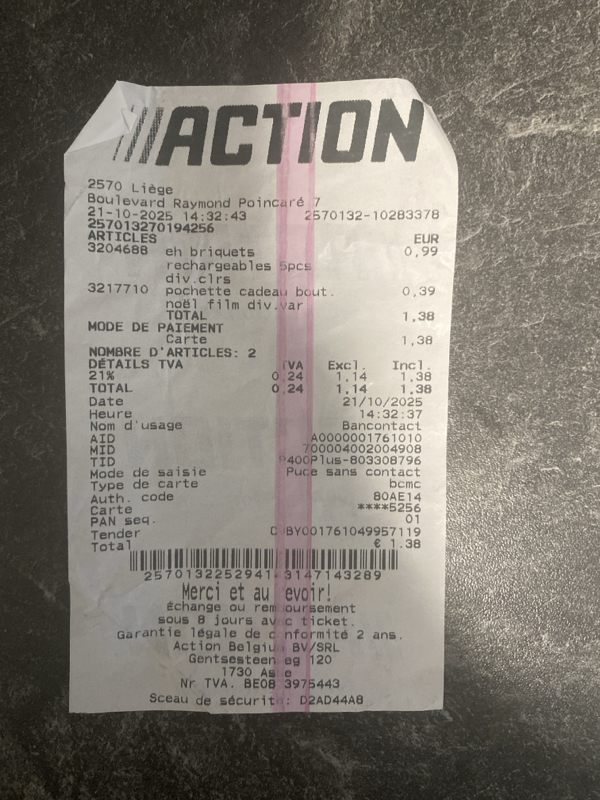 ACTION
2570 Liège
Boulevard Raymond Poincaré 7
21-10-2025 14:32:43 2570132-10283378
257013270194256
ARTICLES EUR
3204688 eh briquets 0,99
rechargeables 5pcs
div.clrs
3217710 pochette cadeau bout. 0,39
noël film div.var
TOTAL 1,38
MODE DE PAIEMENT
Carte 1,38
NOMBRE D'ARTICLES: 2
DÉTAILS TVA TVA Excl. Incl.
21% 0,24 1,14 1,38
TOTAL 0,24 1,14 1,38
Date 21/10/2025
Heure 14:32:37
Nom d'usage Bancontact
AID A0000001761010
MID 700004002004908
TID P400Plus-803308796
Mode de saisie Puce sans contact
Type de carte bcmc
Auth. code 80AE14
Carte ****5256
PAN seq. 01
Tender
Total € 1.38
Merci et au revoir!
Échange ou remboursement
sous 8 jours avec ticket.
Garantie légale de conformité 2 ans.
Action Belgium BV/SRL
Gentsesteenweg 120
1730 Asse
Nr TVA.
Sceau de sécurité: D2AD44A8